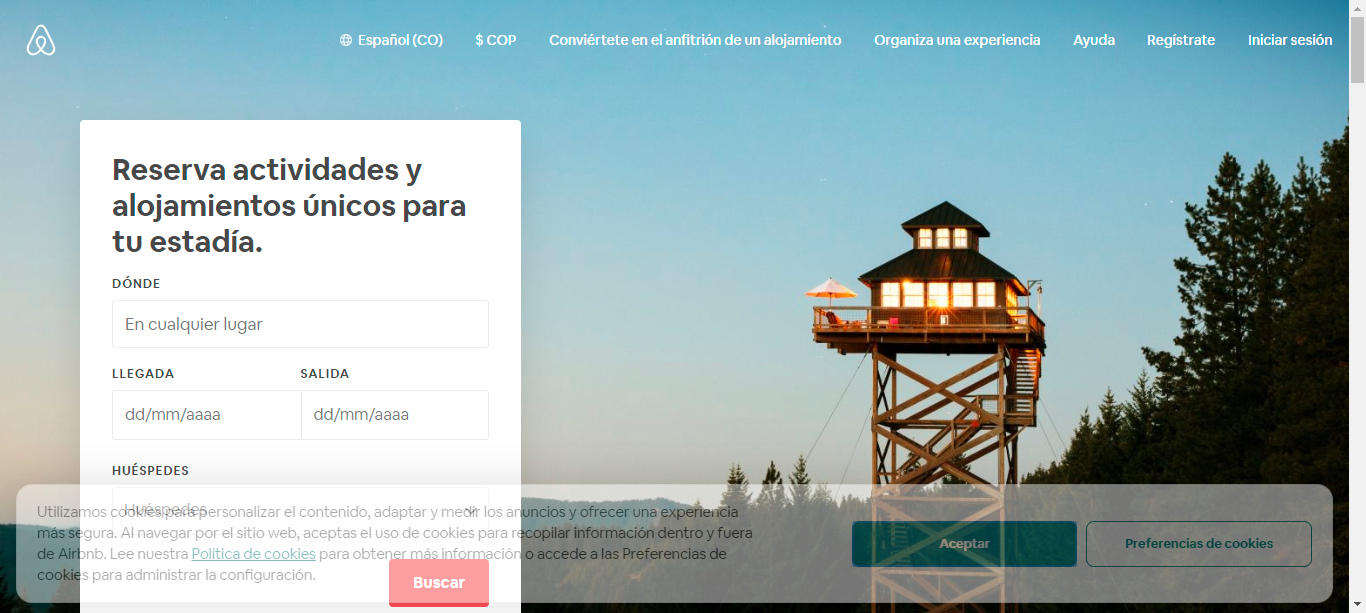 Español (CO) $ COP Conviértete en el anfitrión de un alojamiento Organiza una experiencia Ayuda Regístrate Iniciar sesión
Reserva actividades y
alojamientos únicos para
tu estadía.
DÓNDE
En cualquier lugar
LLEGADA SALIDA
dd/mm/aaaa dd/mm/aaaa
HUÉSPEDES
Huéspedes
Utilizamos cookies para personalizar el contenido, adaptar y medir los anuncios y ofrecer una experiencia
más segura. Al navegar por el sitio web, aceptas el uso de cookies para recopilar información dentro y fuera
de Airbnb. Lee nuestra Política de cookies para obtener más información o accede a las Preferencias de
cookies para administrar la configuración.
Aceptar Preferencias de cookies
Buscar